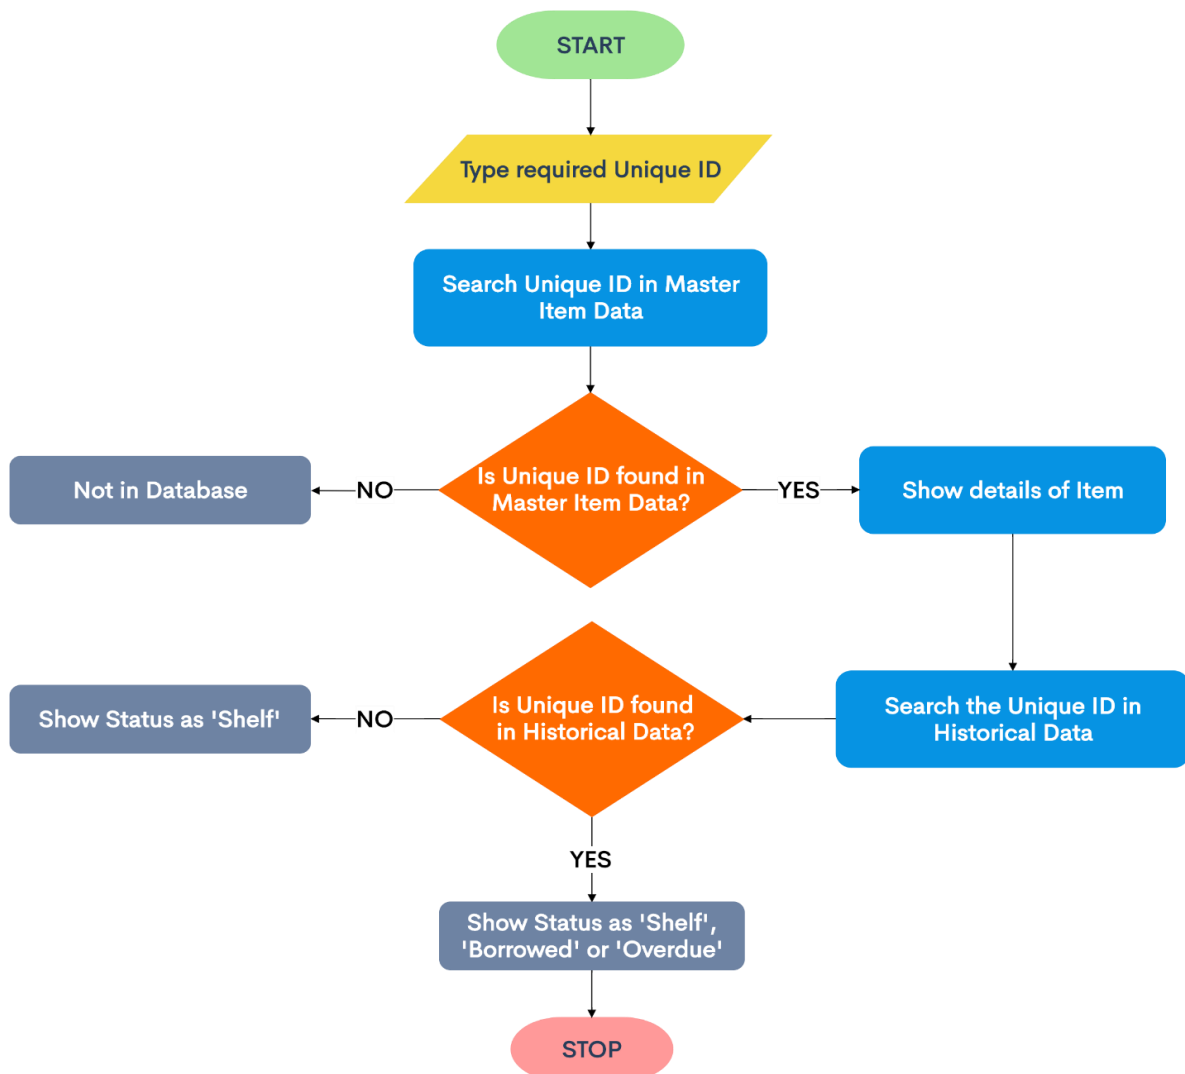 START
Type required Unique ID
Search Unique ID in Master
Item Data
Is Unique ID found in
Master Item Data?
NO
Not in Database
YES
Show details of Item
Search the Unique ID in
Historical Data
Is Unique ID found
in Historical Data?
NO
Show Status as 'Shelf'
YES
Show Status as 'Shelf',
'Borrowed' or 'Overdue'
STOP